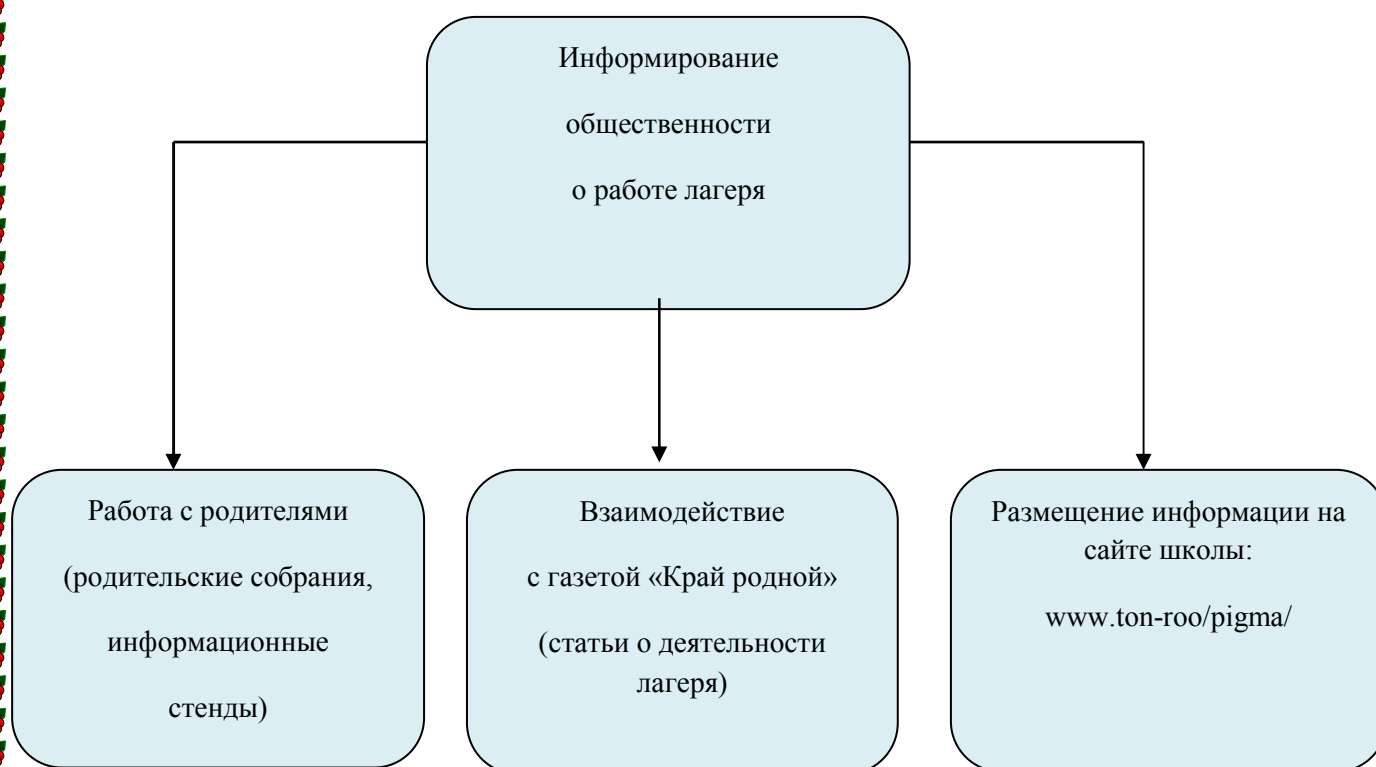 Информирование
общественности
о работе лагеря
Работа с родителями
(родительские собрания,
информационные
стенды)
Взаимодействие
с газетой «Край родной»
(статьи о деятельности
лагеря)
Размещение информации на
сайте школы:
www.ton-roo/pigma/